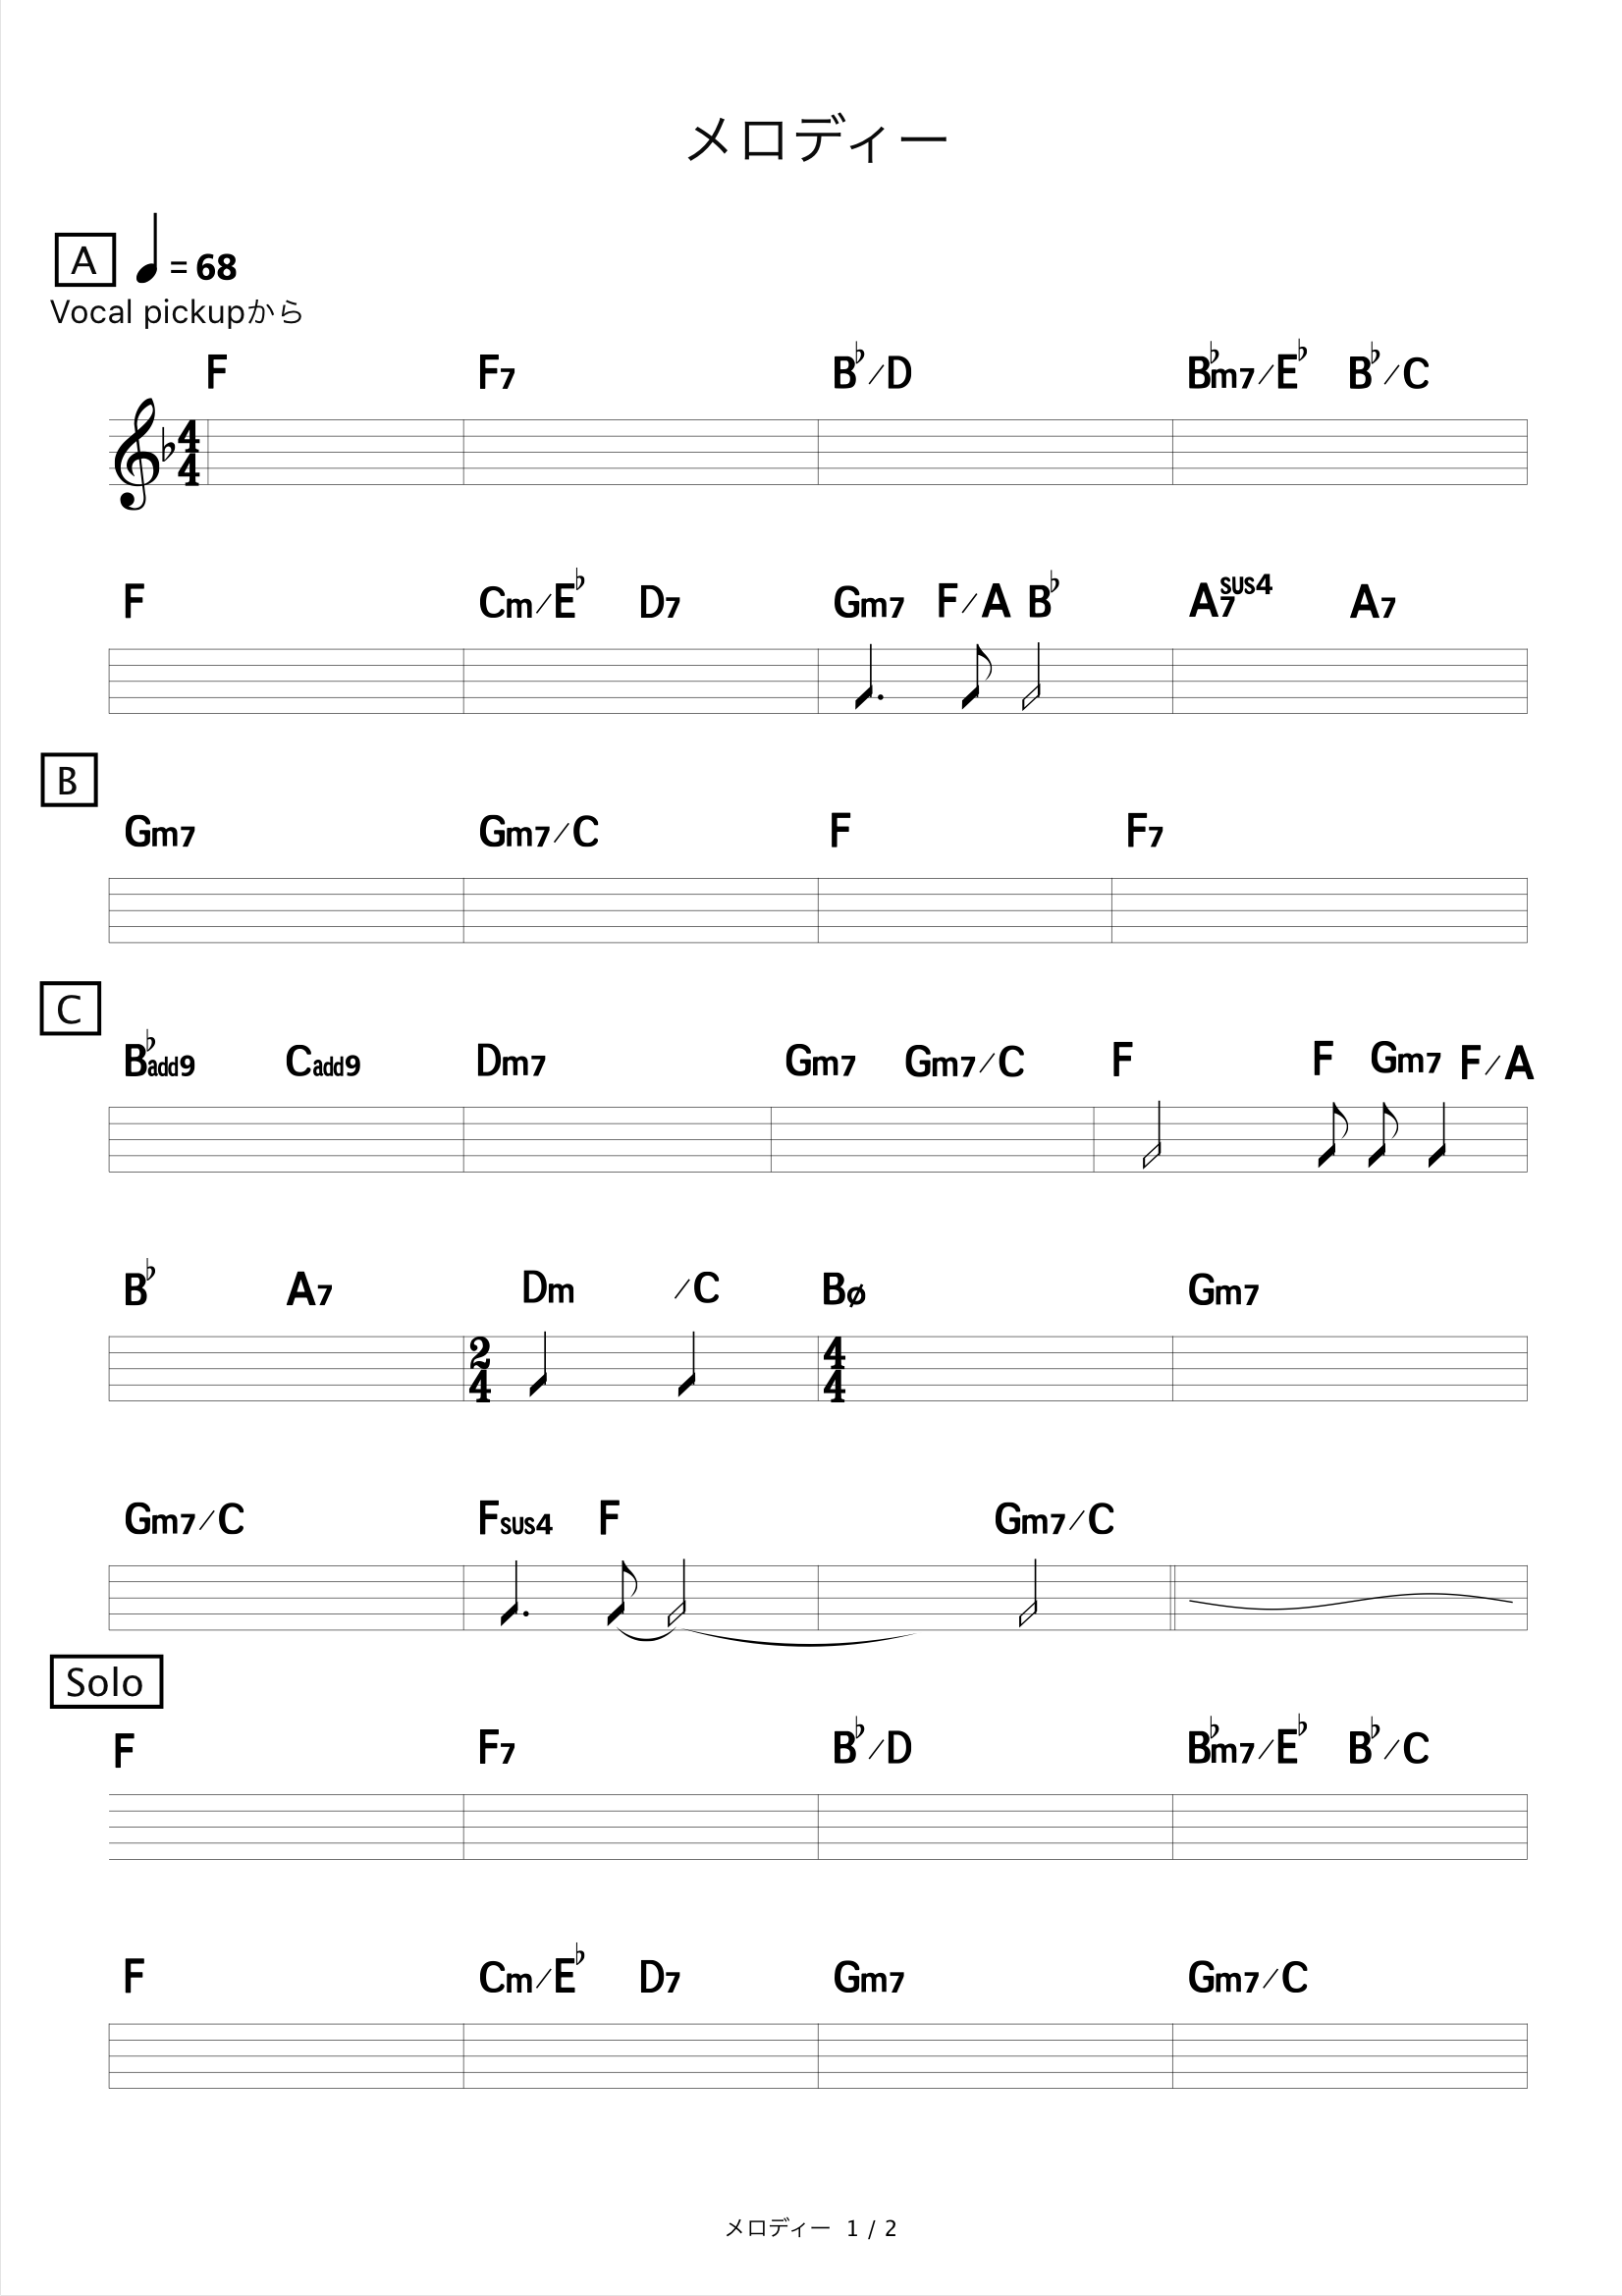 メロディー
A ♩= 68
Vocal pickupから
F F7 B♭/D B♭m7/E♭ B♭/C
4/4
F Cm/E♭ D7 Gm7 F/A B♭ A7sus4 A7
B
Gm7 Gm7/C F F7
C
B♭add9 Cadd9 Dm7 Gm7 Gm7/C F F Gm7 F/A
B♭ A7 Dm /C Bø Gm7
2/4 4/4
Gm7/C Fsus4 F Gm7/C
Solo
F F7 B♭/D B♭m7/E♭ B♭/C
F Cm/E♭ D7 Gm7 Gm7/C
メロディー 1 / 2